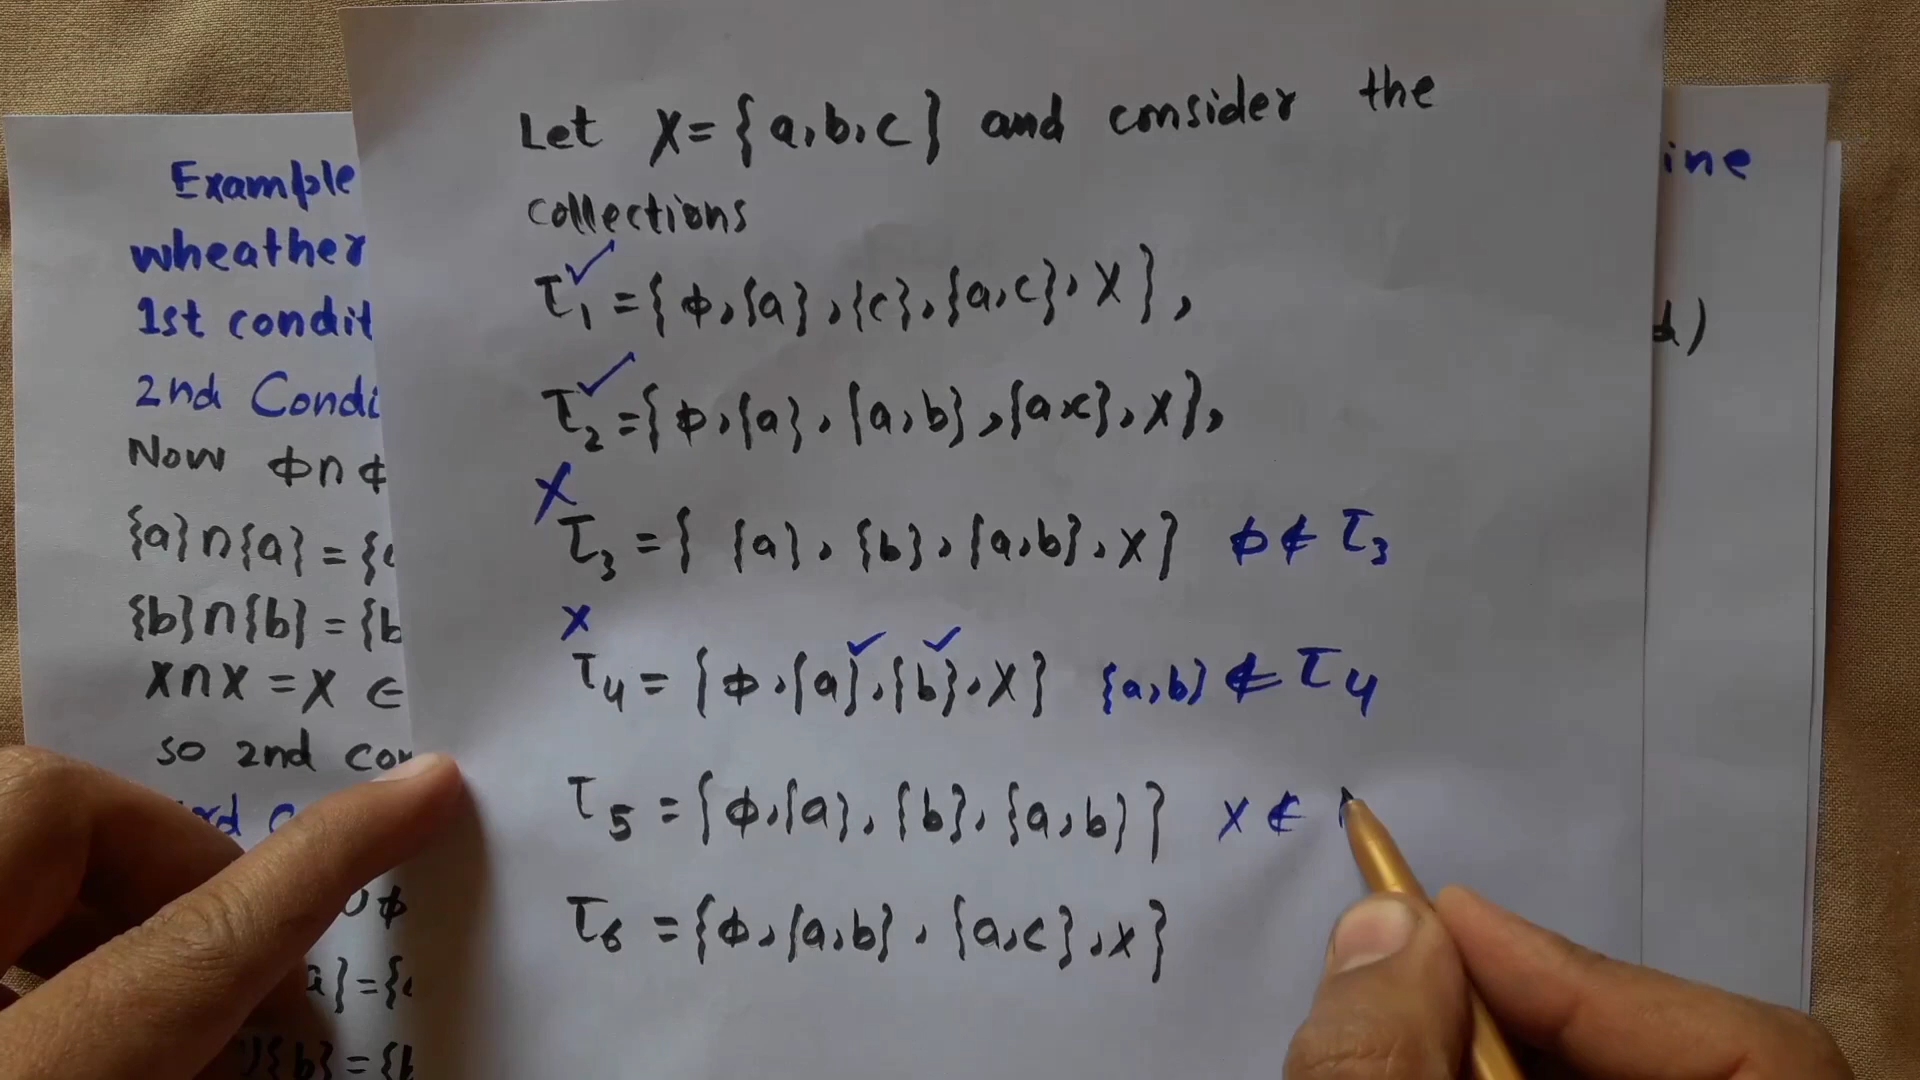 Let X = {a,b,c} and consider the
collections
τ₁ = {ϕ,{a},{c},{a,c},X},
τ₂ = {ϕ,{a},{a,b},{a,c},X},
X
τ₃ = { {a},{b},{a,b},X} ϕ ∉ τ₃
X
τ₄ = {ϕ,{a},{b},X} {a,b} ∉ τ₄
τ₅ = {ϕ,{a},{b},{a,b}} X ∉
τ₆ = {ϕ,{a,b},{a,c},X}
Example
wheather
1st condit
2nd Condi
Now ϕ∩ϕ
{a}∩{a} = {
{b}∩{b} = {b
X∩X = X ∈
so 2nd con
rd c
∪ϕ
a}={
∪{b}={b
ine
d)